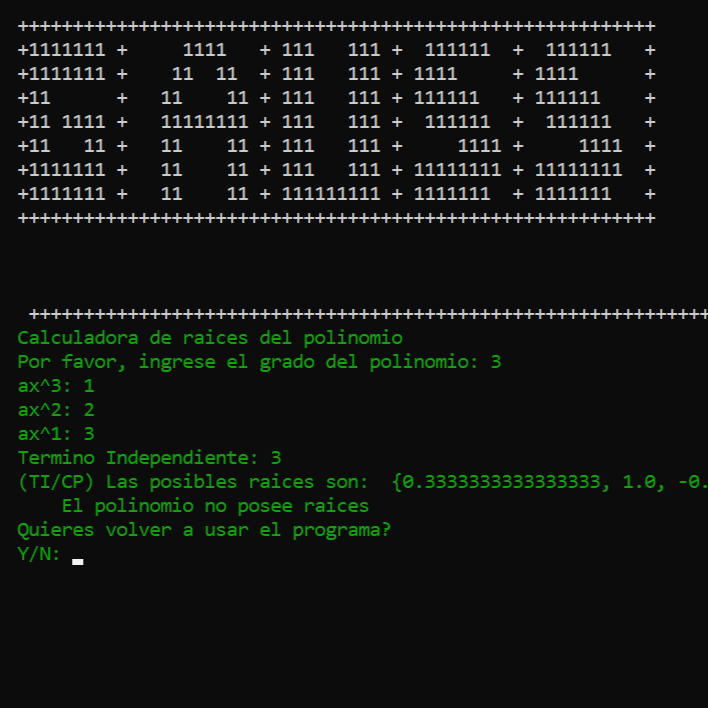 ++++++++++++++++++++++++++++++++++++++++++++++++++++++++++
+1111111 +     1111   + 111   111 +  111111  +  111111   +
+1111111 +    11  11  + 111   111 + 1111     + 1111      +
+11      +   11    11 + 111   111 + 111111   + 111111    +
+11 1111 +   11111111 + 111   111 +  111111  +  111111   +
+11   11 +   11    11 + 111   111 +     1111 +     1111  +
+1111111 +   11    11 + 111   111 + 11111111 + 11111111  +
+1111111 +   11    11 + 111111111 + 1111111  + 1111111   +
++++++++++++++++++++++++++++++++++++++++++++++++++++++++++
++++++++++++++++++++++++++++++++++++++++++++++++++++++++++++++
Calculadora de raices del polinomio
Por favor, ingrese el grado del polinomio: 3
ax^3: 1
ax^2: 2
ax^1: 3
Termino Independiente: 3
(TI/CP) Las posibles raices son:  {0.3333333333333333, 1.0, -0.
El polinomio no posee raices
Quieres volver a usar el programa?
Y/N: